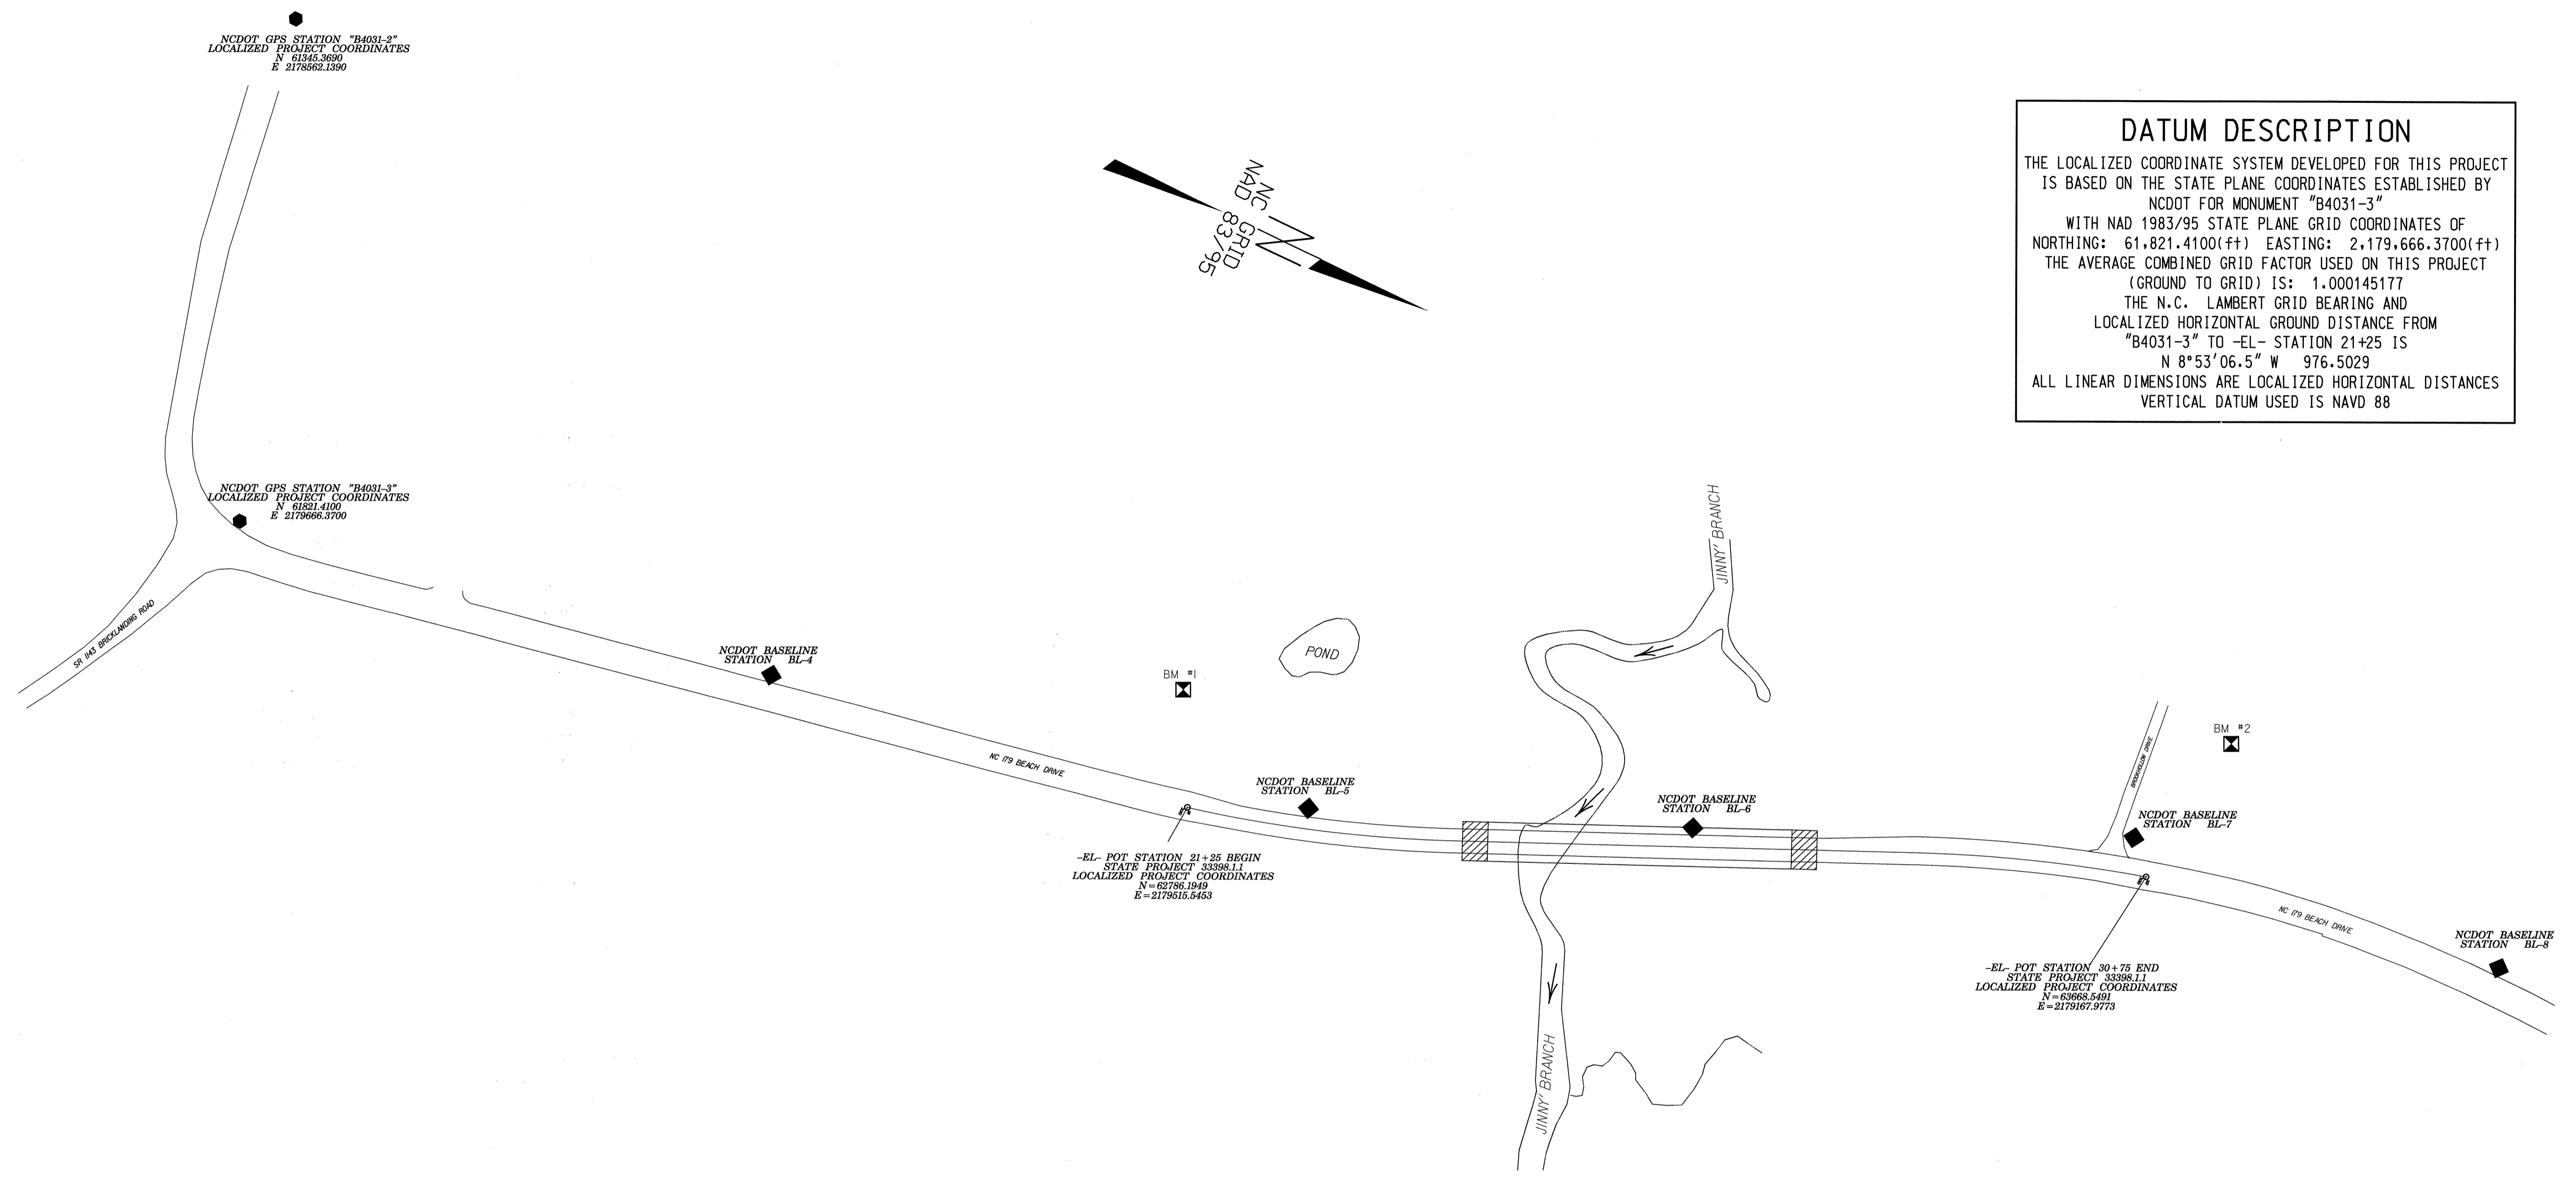 NCDOT GPS STATION "B4031-2"
LOCALIZED PROJECT COORDINATES
N 61345.3690
E 2178562.1390
NC GRID
NAD 83/95
DATUM DESCRIPTION
THE LOCALIZED COORDINATE SYSTEM DEVELOPED FOR THIS PROJECT
IS BASED ON THE STATE PLANE COORDINATES ESTABLISHED BY
NCDOT FOR MONUMENT "B4031-3"
WITH NAD 1983/95 STATE PLANE GRID COORDINATES OF
NORTHING: 61,821.4100(ft) EASTING: 2,179,666.3700(ft)
THE AVERAGE COMBINED GRID FACTOR USED ON THIS PROJECT
(GROUND TO GRID) IS: 1.000145177
THE N.C. LAMBERT GRID BEARING AND
LOCALIZED HORIZONTAL GROUND DISTANCE FROM
"B4031-3" TO -EL- STATION 21+25 IS
N 8°53'06.5" W 976.5029
ALL LINEAR DIMENSIONS ARE LOCALIZED HORIZONTAL DISTANCES
VERTICAL DATUM USED IS NAVD 88
NCDOT GPS STATION "B4031-3"
LOCALIZED PROJECT COORDINATES
N 61821.4100
E 2179666.3700
SR 1143 BRICKLANDING ROAD
NCDOT BASELINE
STATION BL-4
BM #1
POND
JINNY' BRANCH
NC 179 BEACH DRIVE
NCDOT BASELINE
STATION BL-5
NCDOT BASELINE
STATION BL-6
BROOKHOLLOW DRIVE
BM #2
NCDOT BASELINE
STATION BL-7
-EL- POT STATION 21+25 BEGIN
STATE PROJECT 33398.1.1
LOCALIZED PROJECT COORDINATES
N=62786.1949
E=2179515.5453
JINNY' BRANCH
NC 179 BEACH DRIVE
NCDOT BASELINE
STATION BL-8
-EL- POT STATION 30+75 END
STATE PROJECT 33398.1.1
LOCALIZED PROJECT COORDINATES
N=63668.5491
E=2179167.9773